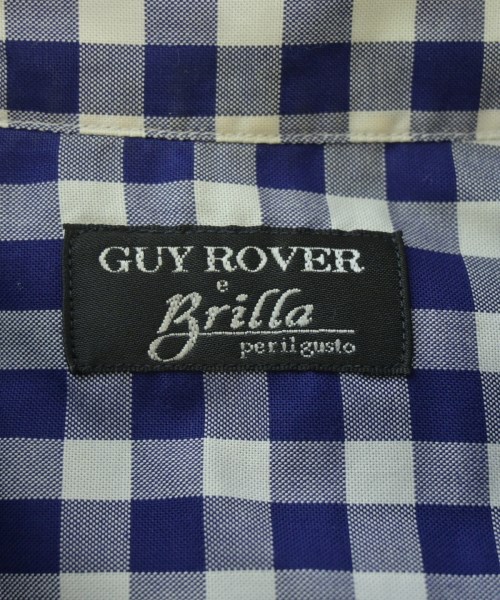 GUY ROVER
e
Brilla
per il gusto